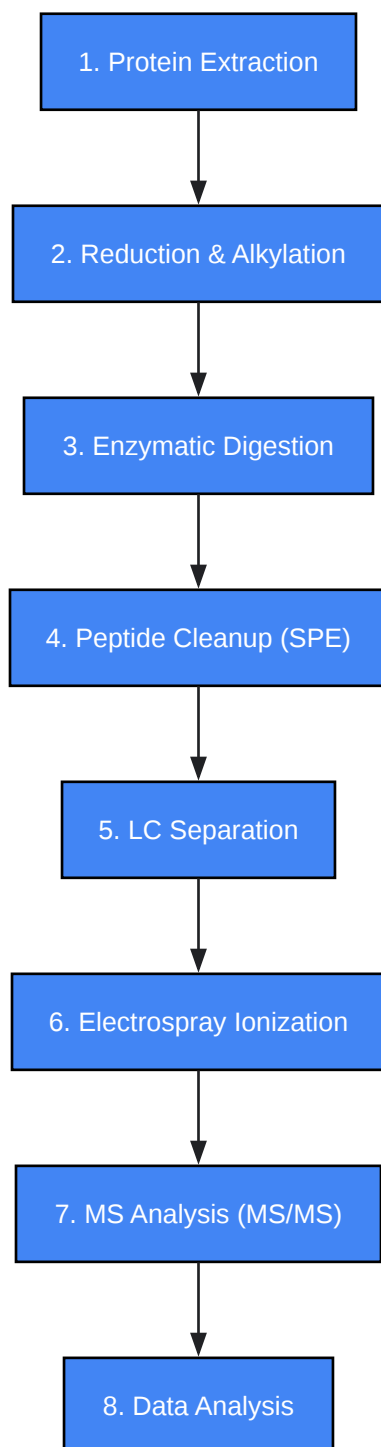 1. Protein Extraction
2. Reduction & Alkylation
3. Enzymatic Digestion
4. Peptide Cleanup (SPE)
5. LC Separation
6. Electrospray Ionization
7. MS Analysis (MS/MS)
8. Data Analysis